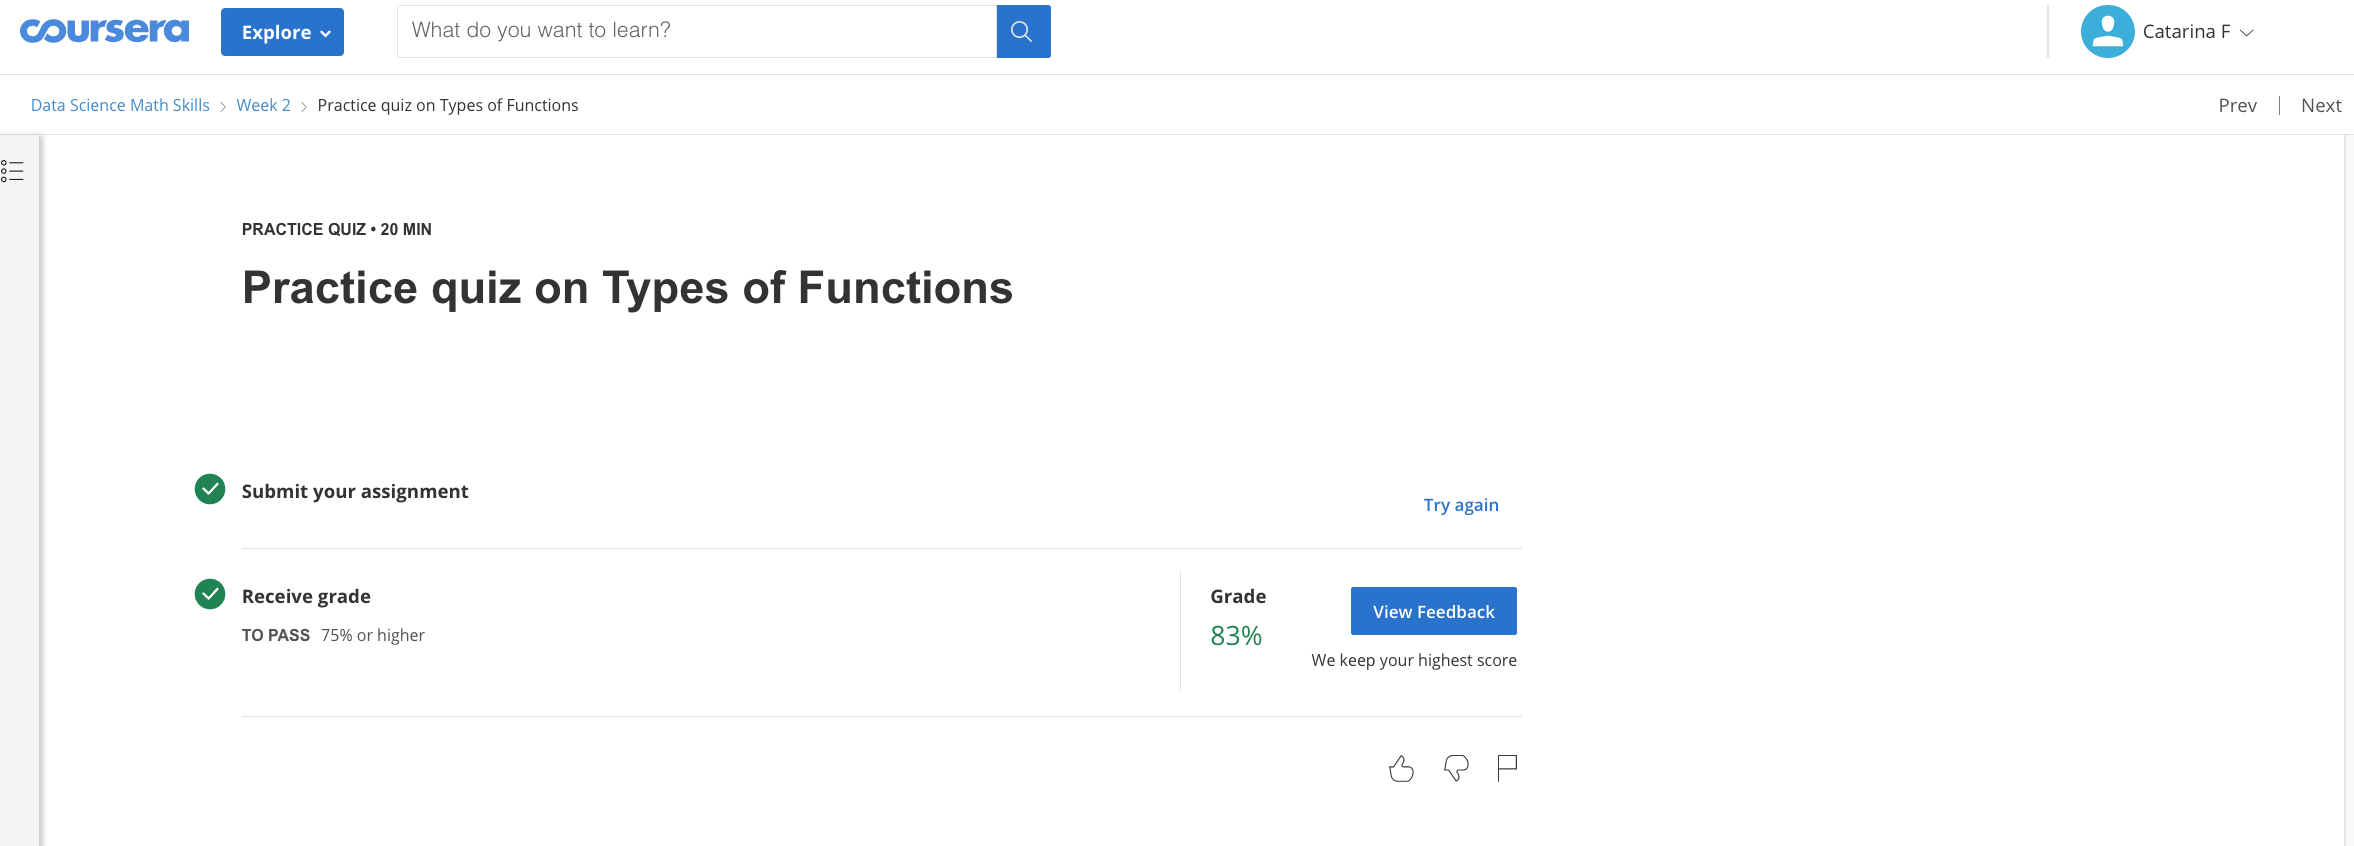 coursera
Explore
What do you want to learn?
Catarina F
Data Science Math Skills
Week 2
Practice quiz on Types of Functions
Prev
Next
PRACTICE QUIZ • 20 MIN
Practice quiz on Types of Functions
Submit your assignment
Try again
Receive grade
TO PASS 75% or higher
Grade
83%
View Feedback
We keep your highest score